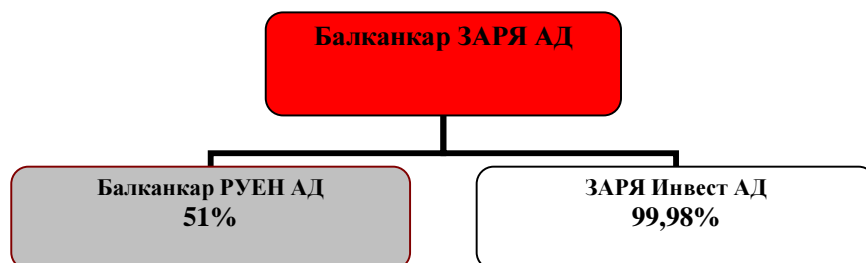 Балканкар ЗАРЯ АД
Балканкар РУЕН АД
51%
ЗАРЯ Инвест АД
99,98%